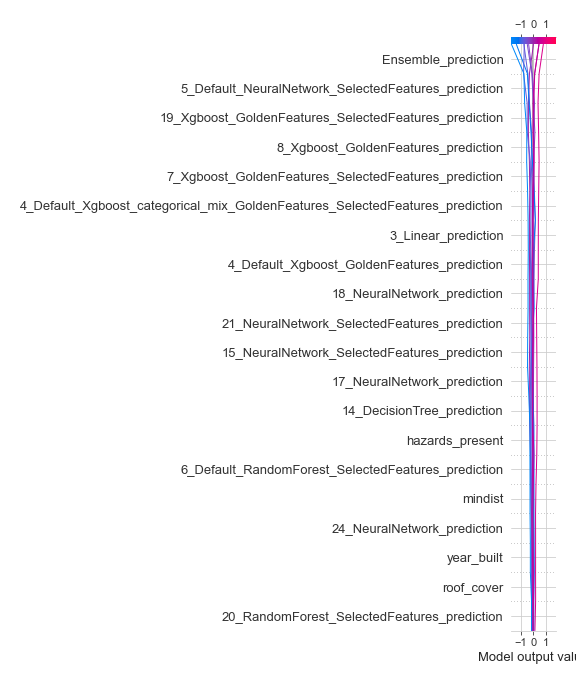 −1 0 1
Ensemble_prediction
5_Default_NeuralNetwork_SelectedFeatures_prediction
19_Xgboost_GoldenFeatures_SelectedFeatures_prediction
8_Xgboost_GoldenFeatures_prediction
7_Xgboost_GoldenFeatures_SelectedFeatures_prediction
4_Default_Xgboost_categorical_mix_GoldenFeatures_SelectedFeatures_prediction
3_Linear_prediction
4_Default_Xgboost_GoldenFeatures_prediction
18_NeuralNetwork_prediction
21_NeuralNetwork_SelectedFeatures_prediction
15_NeuralNetwork_SelectedFeatures_prediction
17_NeuralNetwork_prediction
14_DecisionTree_prediction
hazards_present
6_Default_RandomForest_SelectedFeatures_prediction
mindist
24_NeuralNetwork_prediction
year_built
roof_cover
20_RandomForest_SelectedFeatures_prediction
−1 0 1
Model output valu